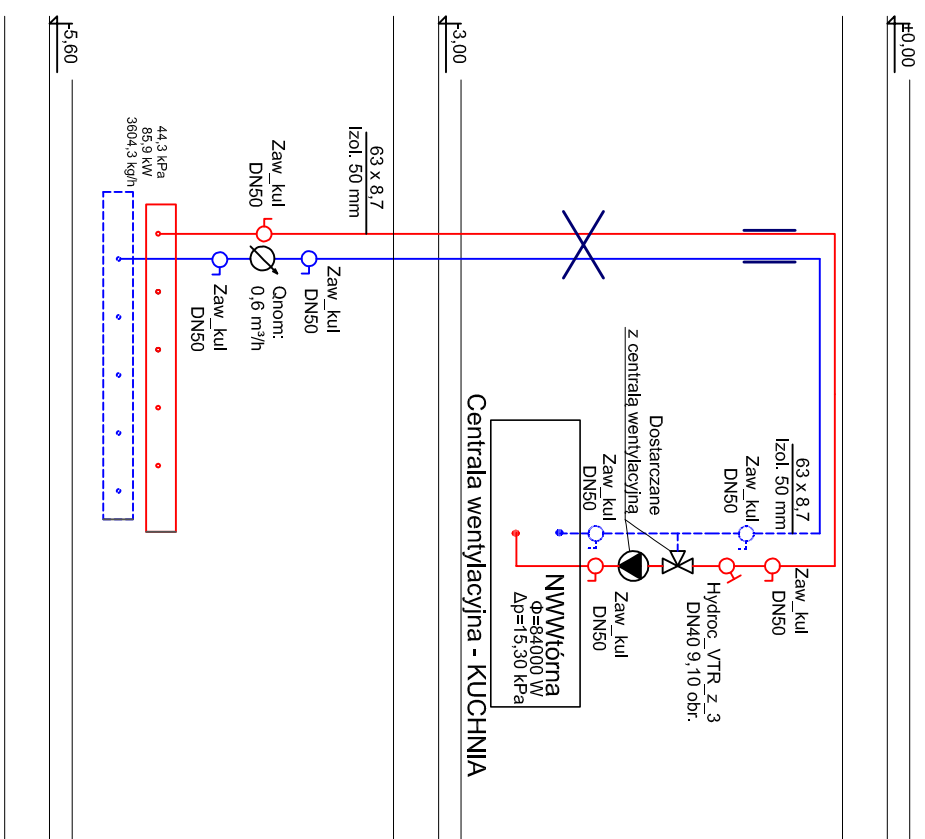 ±0,00
-3,00
-5,60
63 x 8,7
Izol. 50 mm
Zaw_kul
DN50
Zaw_kul
DN50
Hydroc_VTR_z_3
DN40 9,10 obr.
Dostarczane
z centralą wentylacyjną
Zaw_kul
DN50
Zaw_kul
DN50
NWWtórna
Φ=84000 W
Δp=15,30 kPa
Centrala wentylacyjna - KUCHNIA
63 x 8,7
Izol. 50 mm
Zaw_kul
DN50
Zaw_kul
DN50
Qnom:
0,6 m³/h
Zaw_kul
DN50
44,3 kPa
85,9 kW
3604,3 kg/h